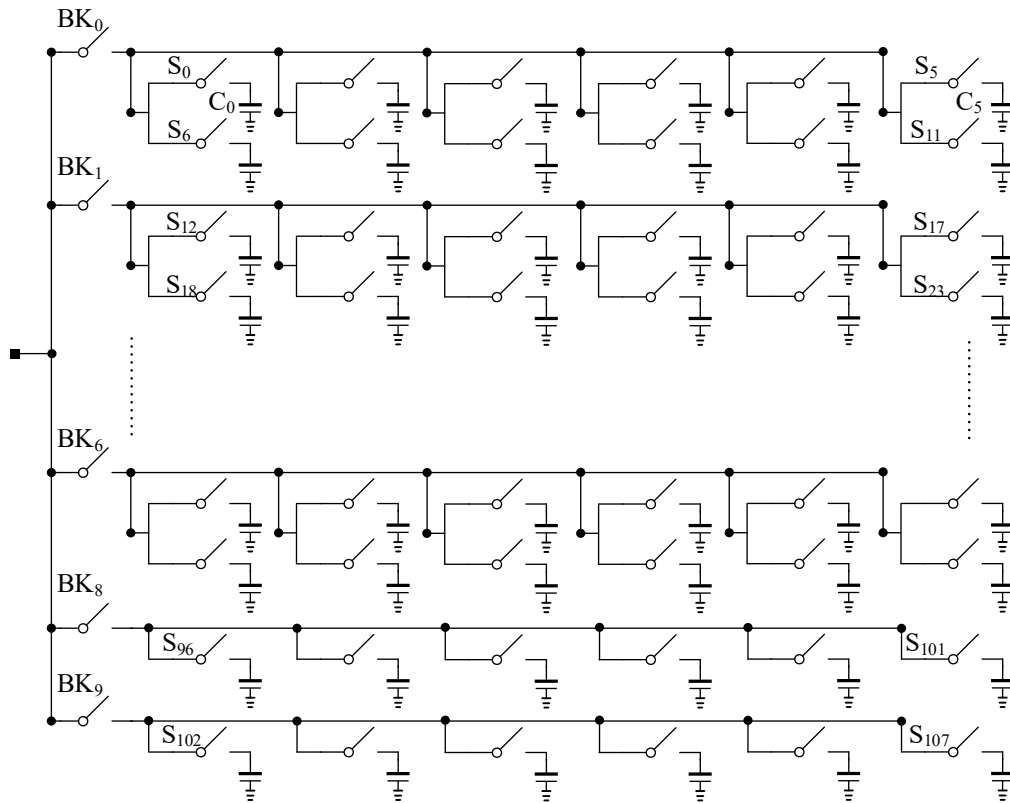 BK₀
S₀ S₅
C₀ C₅
S₆ S₁₁
BK₁
S₁₂ S₁₇
S₁₈ S₂₃
BK₆
BK₈
S₉₆ S₁₀₁
BK₉
S₁₀₂ S₁₀₇